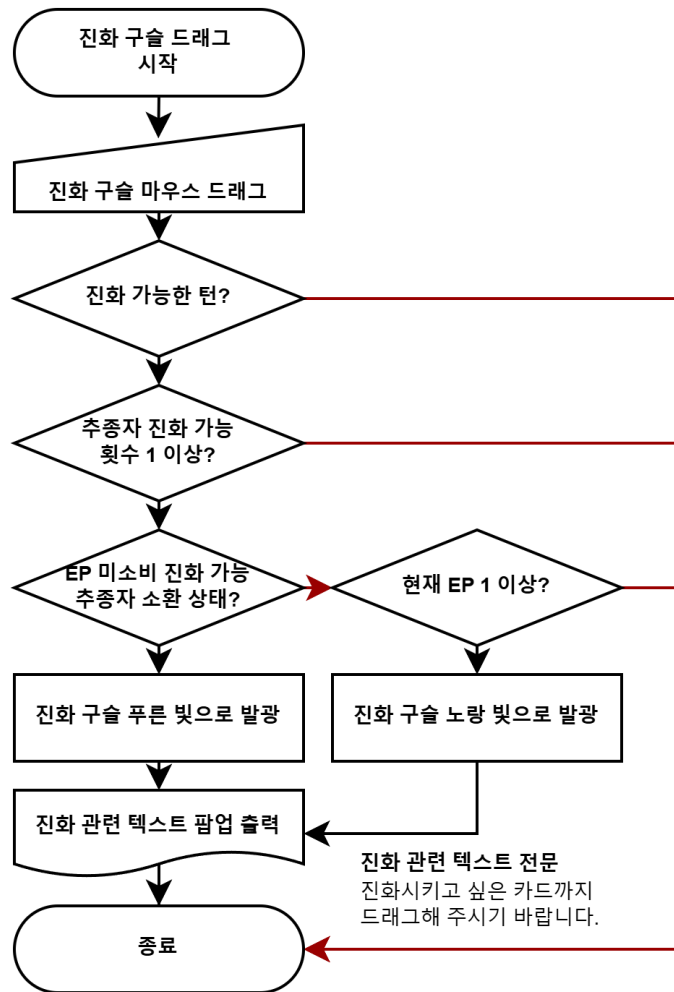 진화 구슬 드래그
시작
진화 구슬 마우스 드래그
진화 가능한 턴?
추종자 진화 가능
횟수 1 이상?
EP 미소비 진화 가능
추종자 소환 상태?
현재 EP 1 이상?
진화 구슬 푸른 빛으로 발광
진화 구슬 노랑 빛으로 발광
진화 관련 텍스트 팝업 출력
진화 관련 텍스트 전문
진화시키고 싶은 카드까지
드래그해 주시기 바랍니다.
종료